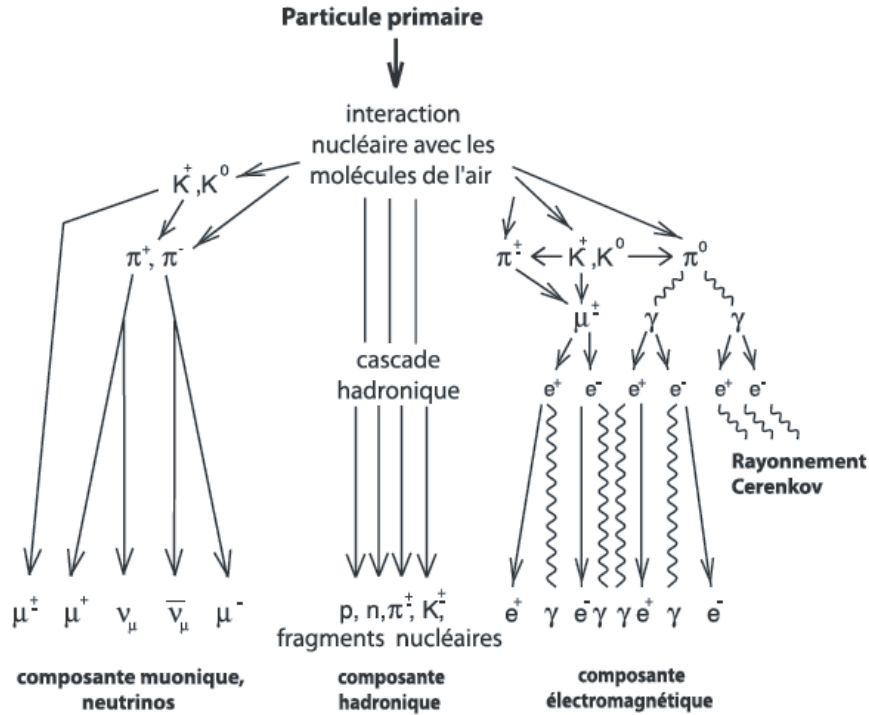 Particule primaire
interaction
nucléaire avec les
molécules de l'air
K±,K⁰
π⁺, π⁻
π± K±,K⁰ π⁰
μ± γ γ
e⁺ e⁻ e⁺ e⁻ e⁺ e⁻
cascade
hadronique
Rayonnement
Cerenkov
μ± μ⁺ νμ ν̅μ μ⁻
p, n,π±, K±,
fragments nucléaires
e⁺ γ e⁻ γ γ e⁺ γ e⁻
composante muonique,
neutrinos
composante
hadronique
composante
électromagnétique